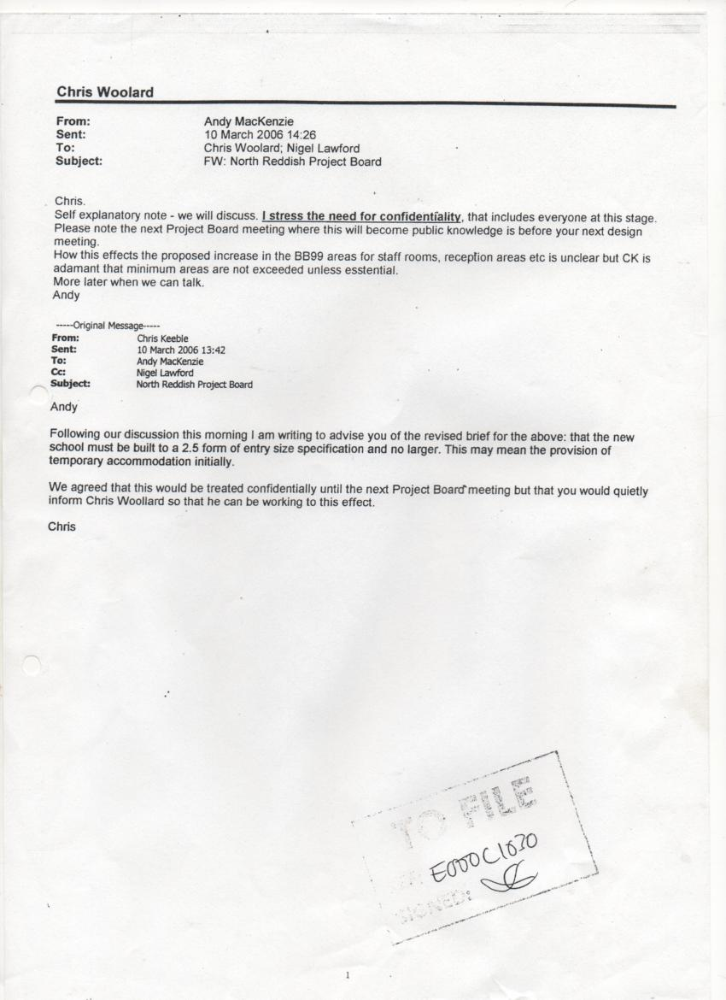 Chris Woolard
From: Andy MacKenzie
Sent: 10 March 2006 14:26
To: Chris Woolard; Nigel Lawford
Subject: FW: North Reddish Project Board
Chris.
Self explanatory note - we will discuss. I stress the need for confidentiality, that includes everyone at this stage.
Please note the next Project Board meeting where this will become public knowledge is before your next design
meeting.
How this effects the proposed increase in the BB99 areas for staff rooms, reception areas etc is unclear but CK is
adamant that minimum areas are not exceeded unless esstential.
More later when we can talk.
Andy
-----Original Message-----
From: Chris Keeble
Sent: 10 March 2006 13:42
To: Andy MacKenzie
Cc: Nigel Lawford
Subject: North Reddish Project Board
Andy
Following our discussion this morning I am writing to advise you of the revised brief for the above: that the new
school must be built to a 2.5 form of entry size specification and no larger. This may mean the provision of
temporary accommodation initially.
We agreed that this would be treated confidentially until the next Project Board meeting but that you would quietly
inform Chris Woollard so that he can be working to this effect.
Chris
TO FILE
E000C1030
SIGNED:
1